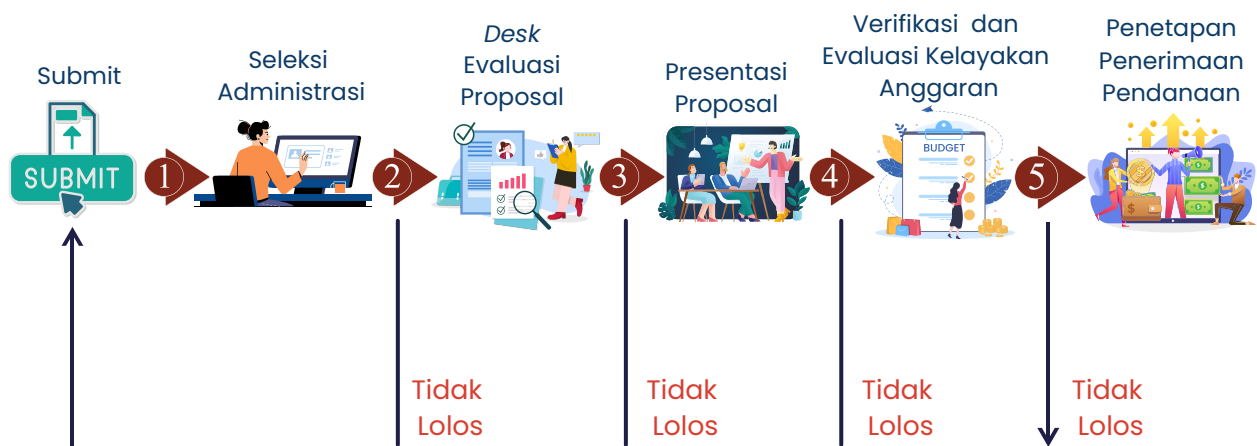 Submit
SUBMIT
1
Seleksi
Administrasi
2
Desk
Evaluasi
Proposal
3
Presentasi
Proposal
4
Verifikasi dan
Evaluasi Kelayakan
Anggaran
BUDGET
5
Penetapan
Penerimaan
Pendanaan
Tidak
Lolos
Tidak
Lolos
Tidak
Lolos
Tidak
Lolos